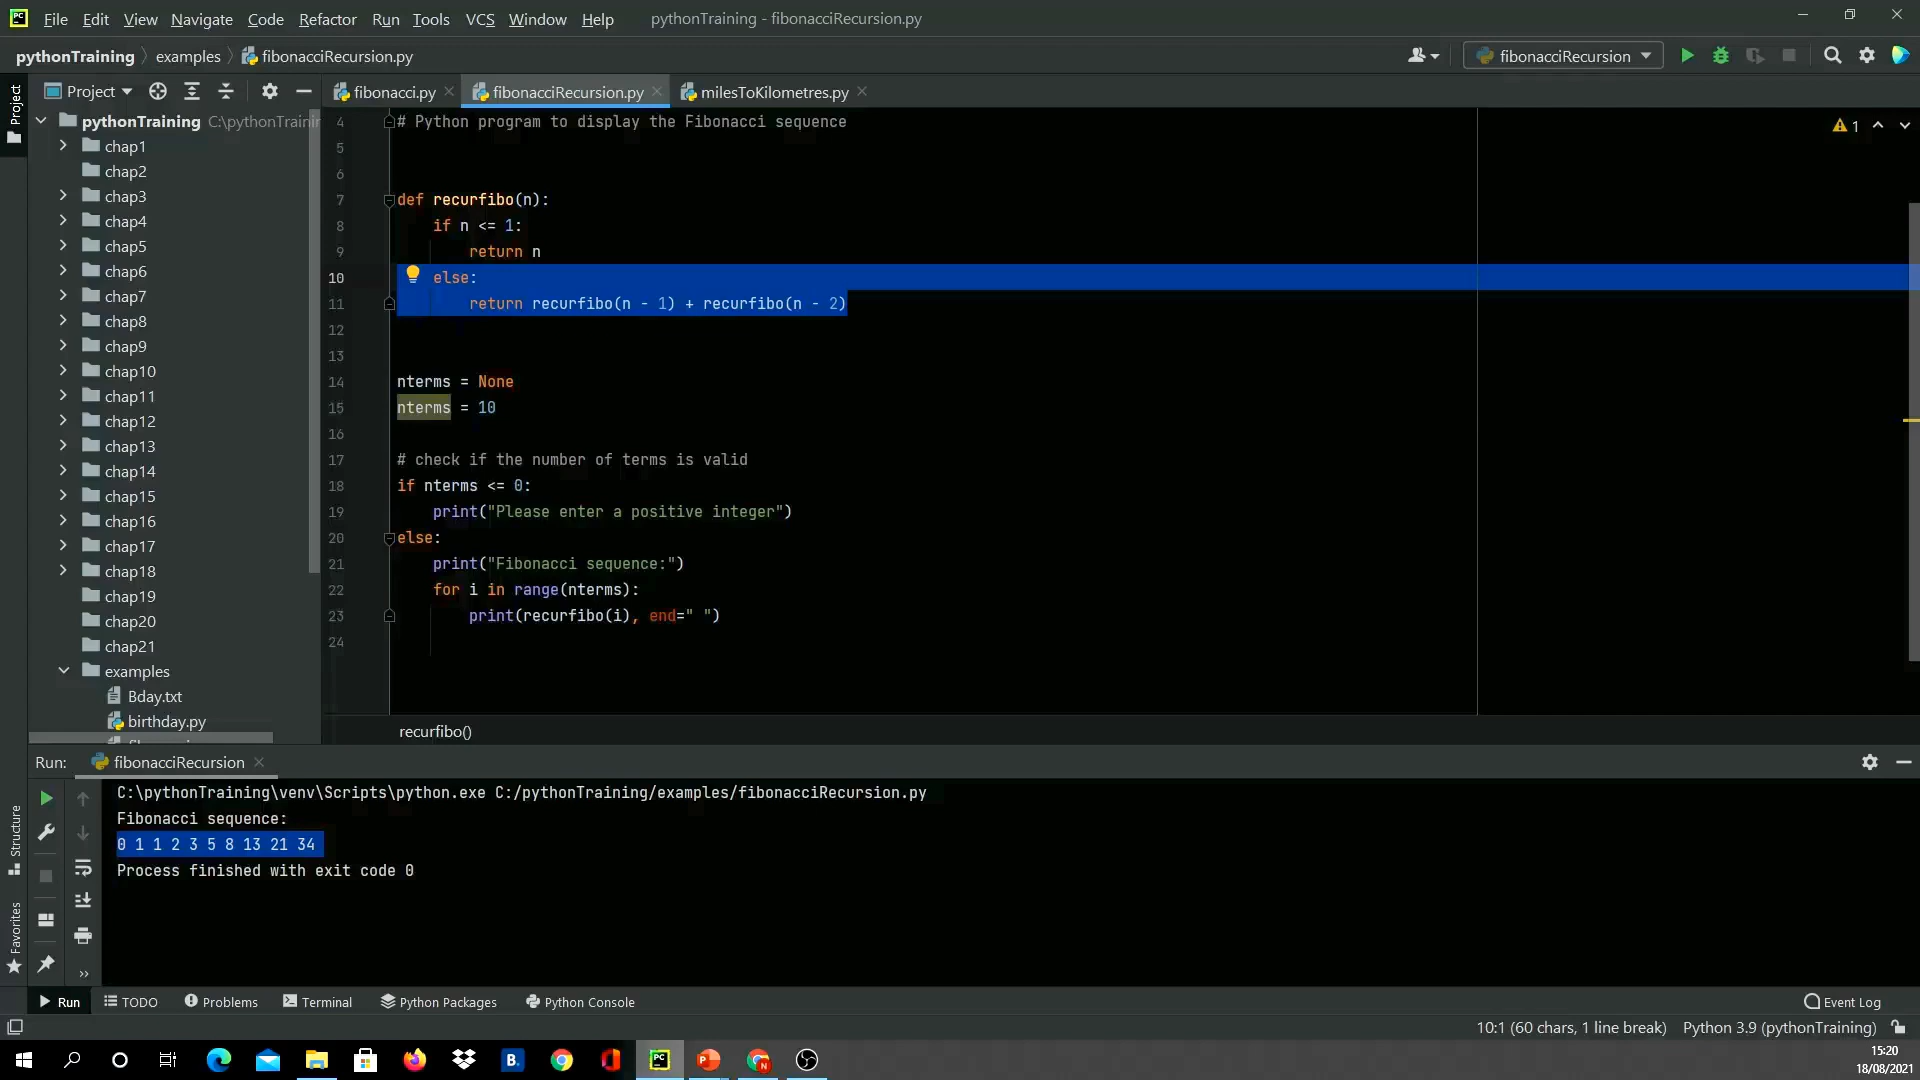 File Edit View Navigate Code Refactor Run Tools VCS Window Help pythonTraining - fibonacciRecursion.py
pythonTraining examples fibonacciRecursion.py fibonacciRecursion
Project
Project
fibonacci.py fibonacciRecursion.py milesToKilometres.py
pythonTraining C:\pythonTrainir
chap1
chap2
chap3
chap4
chap5
chap6
chap7
chap8
chap9
chap10
chap11
chap12
chap13
chap14
chap15
chap16
chap17
chap18
chap19
chap20
chap21
examples
Bday.txt
birthday.py
4 # Python program to display the Fibonacci sequence
1
5
6
7 def recurfibo(n):
8 if n <= 1:
9 return n
10 else:
11 return recurfibo(n - 1) + recurfibo(n - 2)
12
13
14 nterms = None
15 nterms = 10
16
17 # check if the number of terms is valid
18 if nterms <= 0:
19 print("Please enter a positive integer")
20 else:
21 print("Fibonacci sequence:")
22 for i in range(nterms):
23 print(recurfibo(i), end=" ")
24
recurfibo()
Run: fibonacciRecursion
C:\pythonTraining\venv\Scripts\python.exe C:/pythonTraining/examples/fibonacciRecursion.py
Fibonacci sequence:
0 1 1 2 3 5 8 13 21 34
Process finished with exit code 0
Structure
Favorites
Run TODO Problems Terminal Python Packages Python Console Event Log
10:1 (60 chars, 1 line break) Python 3.9 (pythonTraining)
15:20
18/08/2021